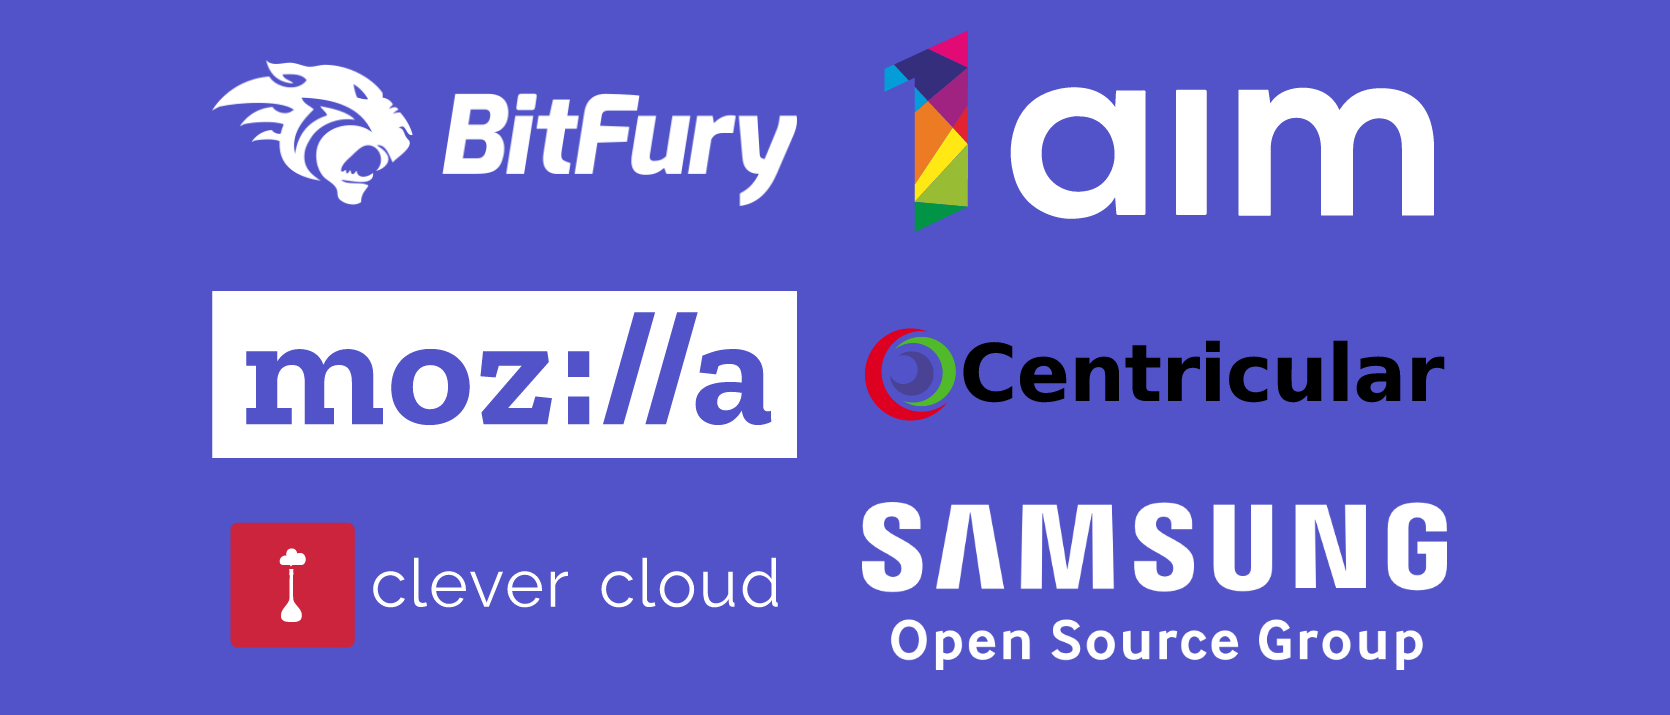 BitFury
1aim
moz://a
Centricular
clever cloud
SAMSUNG
Open Source Group